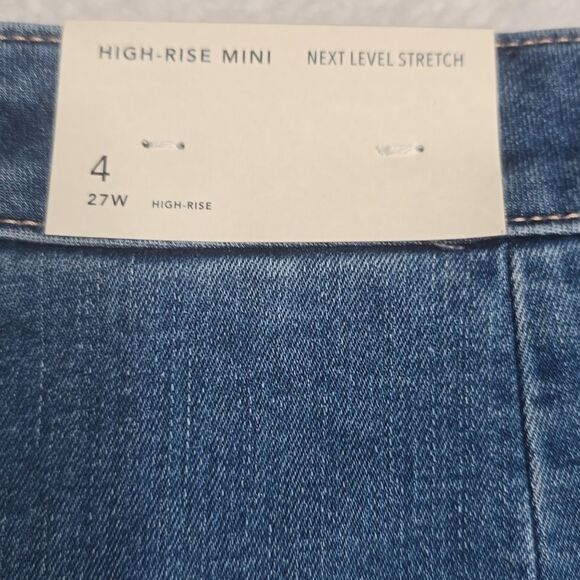 HIGH-RISE MINI NEXT LEVEL STRETCH
4
27W HIGH-RISE